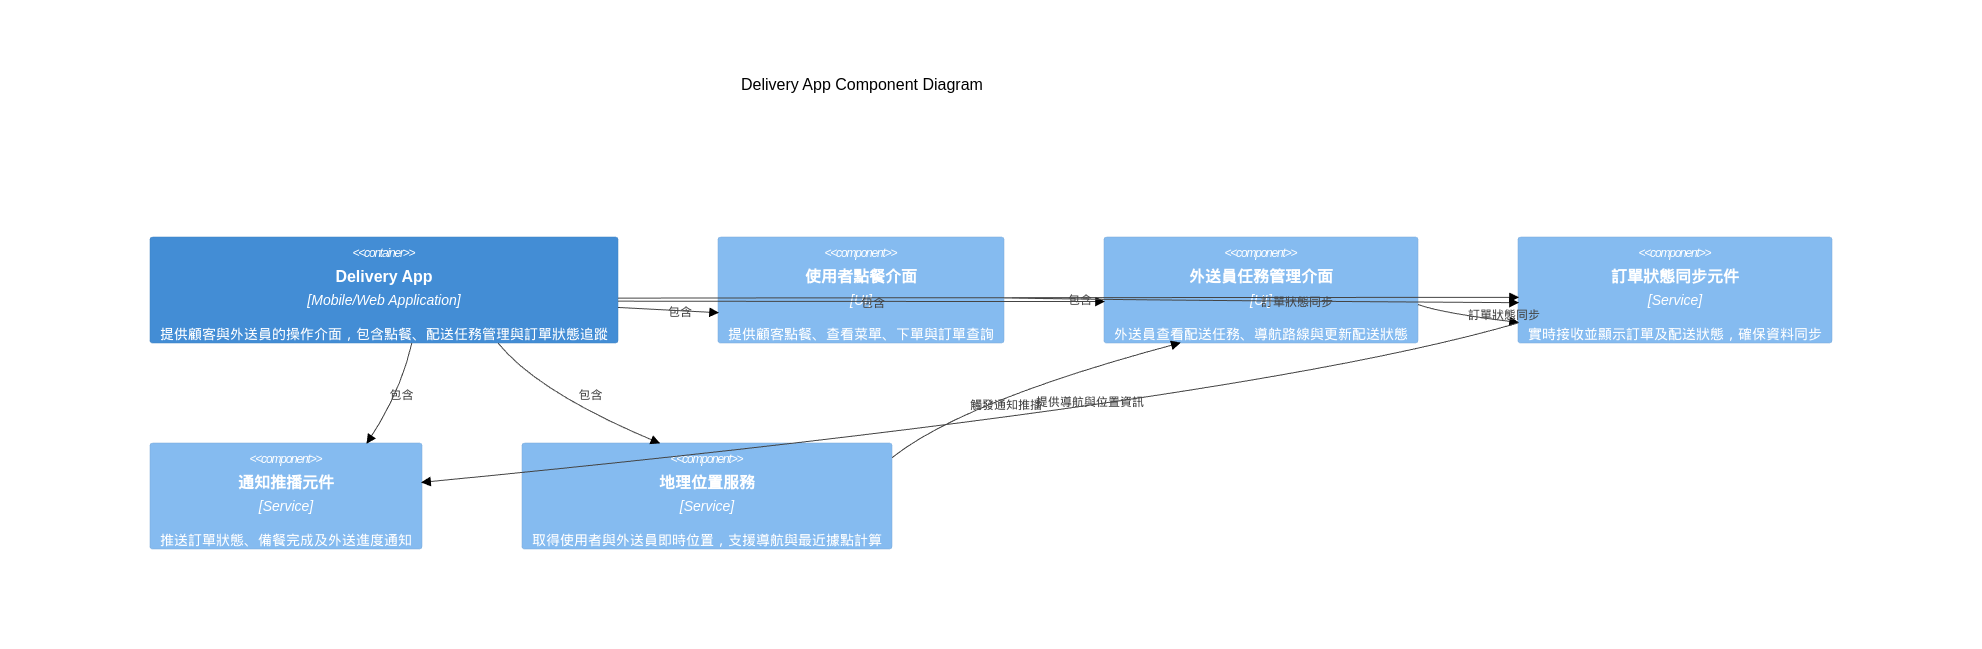 Delivery App Component Diagram
<<container>>
Delivery App
[Mobile/Web Application]
提供顧客與外送員的操作介面，包含點餐、配送任務管理與訂單狀態追蹤
<<component>>
使用者點餐介面
[UI]
提供顧客點餐、查看菜單、下單與訂單查詢
<<component>>
外送員任務管理介面
[UI]
外送員查看配送任務、導航路線與更新配送狀態
<<component>>
訂單狀態同步元件
[Service]
實時接收並顯示訂單及配送狀態，確保資料同步
包含
包含
包含
訂單狀態同步
訂單狀態同步
包含
包含
觸發通知推播
提供導航與位置資訊
<<component>>
通知推播元件
[Service]
推送訂單狀態、備餐完成及外送進度通知
<<component>>
地理位置服務
[Service]
取得使用者與外送員即時位置，支援導航與最近據點計算